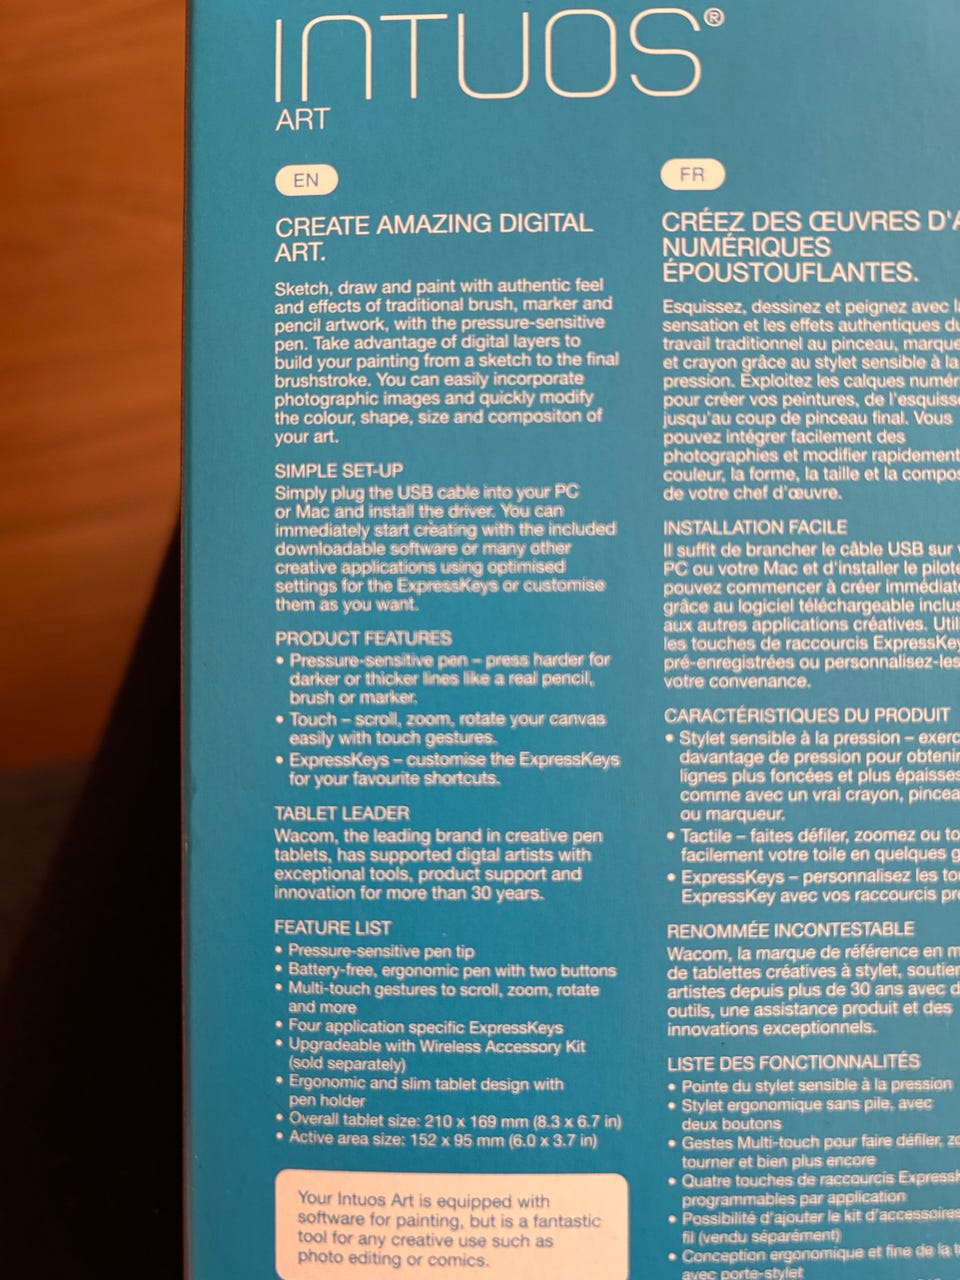 INTUOS®
ART
EN
CREATE AMAZING DIGITAL
ART.
Sketch, draw and paint with authentic feel
and effects of traditional brush, marker and
pencil artwork, with the pressure-sensitive
pen. Take advantage of digital layers to
build your painting from a sketch to the final
brushstroke. You can easily incorporate
photographic images and quickly modify
the colour, shape, size and compositon of
your art.
SIMPLE SET-UP
Simply plug the USB cable into your PC
or Mac and install the driver. You can
immediately start creating with the included
downloadable software or many other
creative applications using optimised
settings for the ExpressKeys or customise
them as you want.
PRODUCT FEATURES
• Pressure-sensitive pen – press harder for
darker or thicker lines like a real pencil,
brush or marker.
• Touch – scroll, zoom, rotate your canvas
easily with touch gestures.
• ExpressKeys – customise the ExpressKeys
for your favourite shortcuts.
TABLET LEADER
Wacom, the leading brand in creative pen
tablets, has supported digtal artists with
exceptional tools, product support and
innovation for more than 30 years.
FEATURE LIST
• Pressure-sensitive pen tip
• Battery-free, ergonomic pen with two buttons
• Multi-touch gestures to scroll, zoom, rotate
and more
• Four application specific ExpressKeys
• Upgradeable with Wireless Accessory Kit
(sold separately)
• Ergonomic and slim tablet design with
pen holder
• Overall tablet size: 210 x 169 mm (8.3 x 6.7 in)
• Active area size: 152 x 95 mm (6.0 x 3.7 in)
Your Intuos Art is equipped with
software for painting, but is a fantastic
tool for any creative use such as
photo editing or comics.
FR
CRÉEZ DES ŒUVRES D'A
NUMÉRIQUES
ÉPOUSTOUFLANTES.
Esquissez, dessinez et peignez avec la
sensation et les effets authentiques du
travail traditionnel au pinceau, marque
et crayon grâce au stylet sensible à la
pression. Exploitez les calques numér
pour créer vos peintures, de l'esquisse
jusqu'au coup de pinceau final. Vous
pouvez intégrer facilement des
photographies et modifier rapidement
couleur, la forme, la taille et la compos
de votre chef d'œuvre.
INSTALLATION FACILE
Il suffit de brancher le câble USB sur
PC ou votre Mac et d'installer le pilote
pouvez commencer à créer immédiate
grâce au logiciel téléchargeable inclus
aux autres applications créatives. Utili
les touches de raccourcis ExpressKey
pré-enregistrées ou personnalisez-les
votre convenance.
CARACTÉRISTIQUES DU PRODUIT
• Stylet sensible à la pression – exerc
davantage de pression pour obtenir
lignes plus foncées et plus épaisses
comme avec un vrai crayon, pincea
ou marqueur.
• Tactile – faites défiler, zoomez ou to
facilement votre toile en quelques g
• ExpressKeys – personnalisez les tou
ExpressKey avec vos raccourcis pré
RENOMMÉE INCONTESTABLE
Wacom, la marque de référence en m
de tablettes créatives à stylet, soutien
artistes depuis plus de 30 ans avec d
outils, une assistance produit et des
innovations exceptionnels.
LISTE DES FONCTIONNALITÉS
• Pointe du stylet sensible à la pression
• Stylet ergonomique sans pile, avec
deux boutons
• Gestes Multi-touch pour faire défiler, zo
tourner et bien plus encore
• Quatre touches de raccourcis Express
programmables par application
• Possibilité d'ajouter le kit d'accessoires
fil (vendu séparément)
• Conception ergonomique et fine de la t
avec porte-stylet